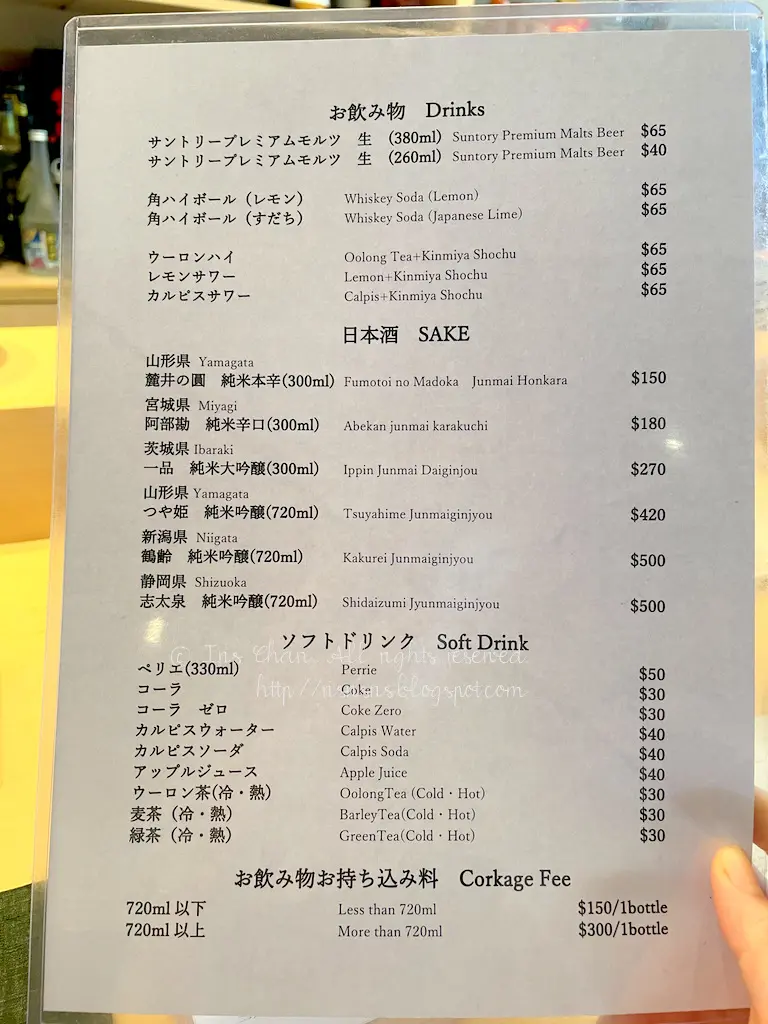 お飲み物 Drinks
サントリープレミアムモルツ 生 (380ml) Suntory Premium Malts Beer $65
サントリープレミアムモルツ 生 (260ml) Suntory Premium Malts Beer $40
角ハイボール（レモン） Whiskey Soda (Lemon) $65
角ハイボール（すだち） Whiskey Soda (Japanese Lime) $65
ウーロンハイ Oolong Tea+Kinmiya Shochu $65
レモンサワー Lemon+Kinmiya Shochu $65
カルピスサワー Calpis+Kinmiya Shochu $65
日本酒 SAKE
山形県 Yamagata
麓井の圓 純米本辛(300ml) Fumotoi no Madoka Junmai Honkara $150
宮城県 Miyagi
阿部勘 純米辛口(300ml) Abekan junmai karakuchi $180
茨城県 Ibaraki
一品 純米大吟醸(300ml) Ippin Junmai Daiginjou $270
山形県 Yamagata
つや姫 純米吟醸(720ml) Tsuyahime Junmaiginjyou $420
新潟県 Niigata
鶴齢 純米吟醸(720ml) Kakurei Junmaiginjyou $500
静岡県 Shizuoka
志太泉 純米吟醸(720ml) Shidaizumi Jyunmaiginjyou $500
ソフトドリンク Soft Drink
© Ins Chan. All rights reserved.
ペリエ(330ml) Perrie $50
コーラ Coke $30
コーラ ゼロ Coke Zero $30
カルピスウォーター Calpis Water $40
カルピスソーダ Calpis Soda $40
アップルジュース Apple Juice $40
ウーロン茶(冷・熱) OolongTea (Cold・Hot) $30
麦茶（冷・熱） BarleyTea(Cold・Hot) $30
緑茶（冷・熱） GreenTea(Cold・Hot) $30
お飲み物お持ち込み料 Corkage Fee
720ml 以下 Less than 720ml $150/1bottle
720ml 以上 More than 720ml $300/1bottle